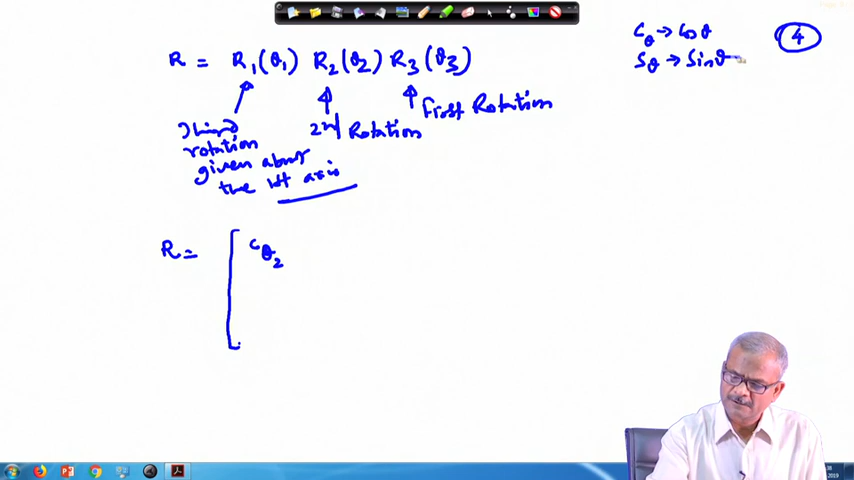 R = R₁(θ₁) R₂(θ₂) R₃(θ₃)
Third rotation given about the 1st axis
2nd Rotation
First Rotation
Cθ → Cosθ
Sθ → Sinθ
4
R = [ Cθ₂
2019